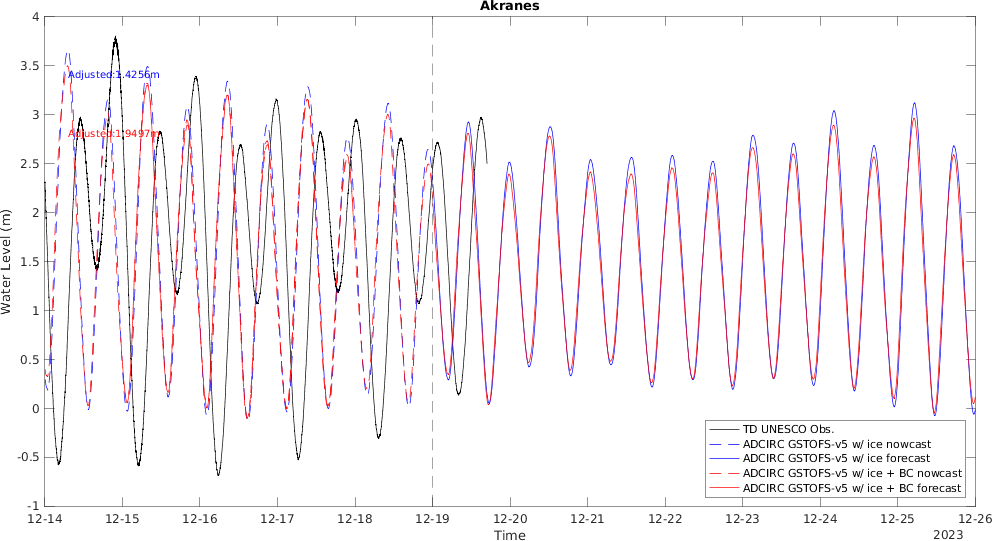 Akranes
4
3.5
3
2.5
2
1.5
1
0.5
0
-0.5
-1
Water Level (m)
Adjusted:1.4256m
Adjusted:1.9497m
TD UNESCO Obs.
ADCIRC GSTOFS-v5 w/ ice nowcast
ADCIRC GSTOFS-v5 w/ ice forecast
ADCIRC GSTOFS-v5 w/ ice + BC nowcast
ADCIRC GSTOFS-v5 w/ ice + BC forecast
12-14 12-15 12-16 12-17 12-18 12-19 12-20 12-21 12-22 12-23 12-24 12-25 12-26
Time
2023